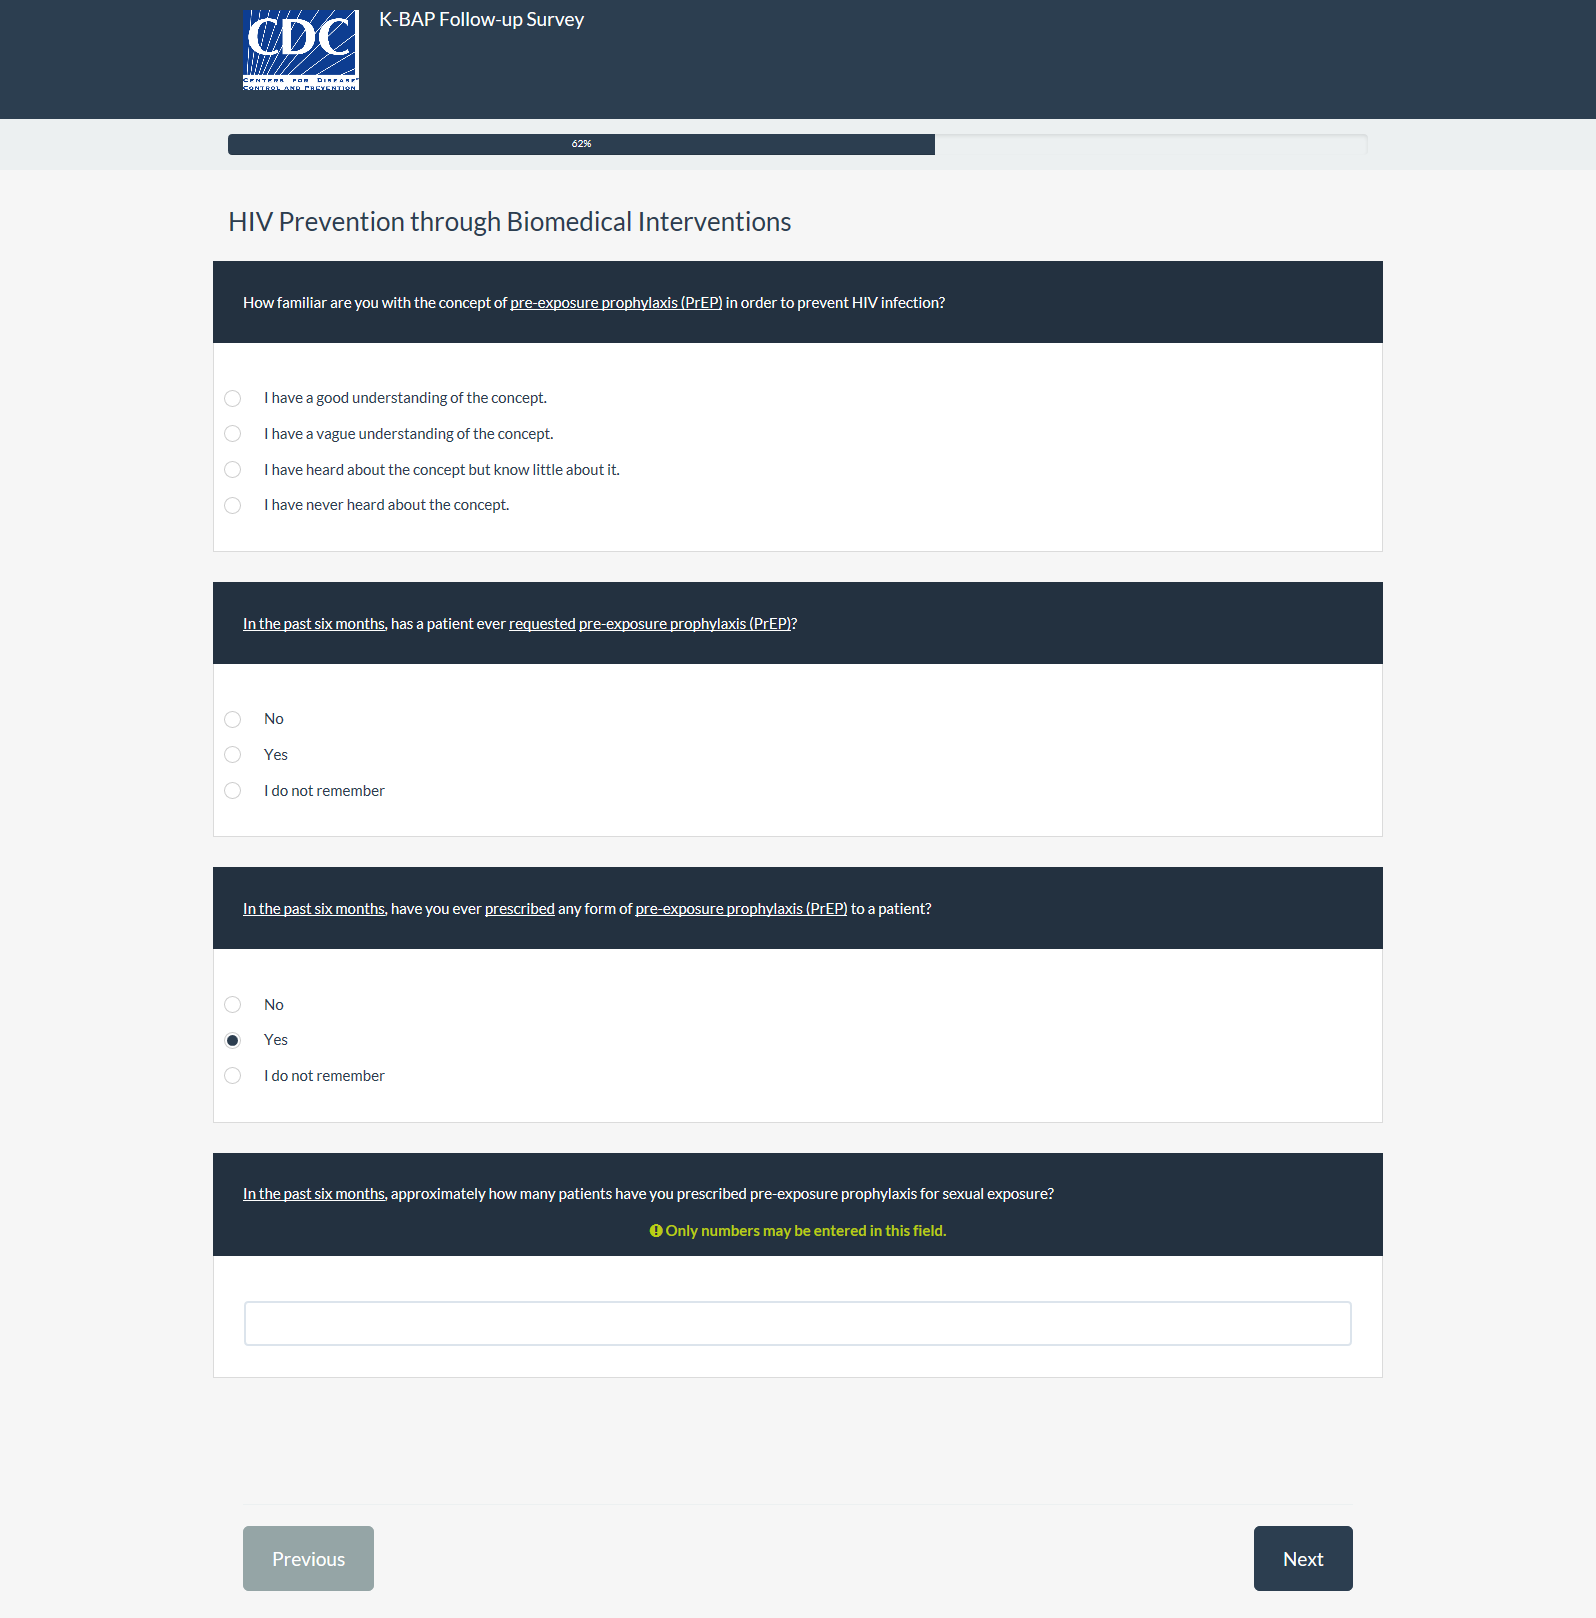 CDC
CENTERS FOR DISEASE
CONTROL AND PREVENTION
K-BAP Follow-up Survey
62%
HIV Prevention through Biomedical Interventions
How familiar are you with the concept of pre-exposure prophylaxis (PrEP) in order to prevent HIV infection?
I have a good understanding of the concept.
I have a vague understanding of the concept.
I have heard about the concept but know little about it.
I have never heard about the concept.
In the past six months, has a patient ever requested pre-exposure prophylaxis (PrEP)?
No
Yes
I do not remember
In the past six months, have you ever prescribed any form of pre-exposure prophylaxis (PrEP) to a patient?
No
Yes
I do not remember
In the past six months, approximately how many patients have you prescribed pre-exposure prophylaxis for sexual exposure?
Only numbers may be entered in this field.
Previous
Next